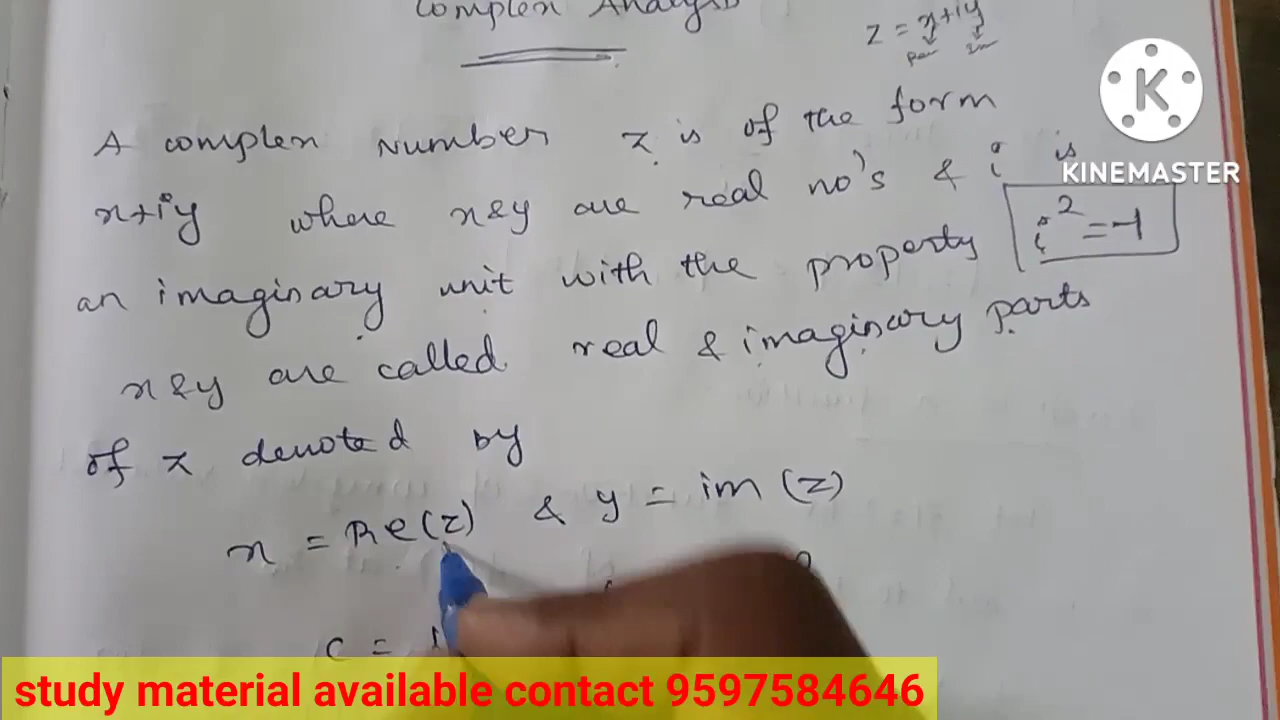 Complex Analysis
z = x+iy
A complex Number z is of the form
x+iy where x&y are real no's & i is
an imaginary unit with the property i² = -1
x&y are called real & imaginary parts
of z denoted by
x = Re(z) & y = im (z)
c =
K
KINEMASTER
study material available contact 9597584646